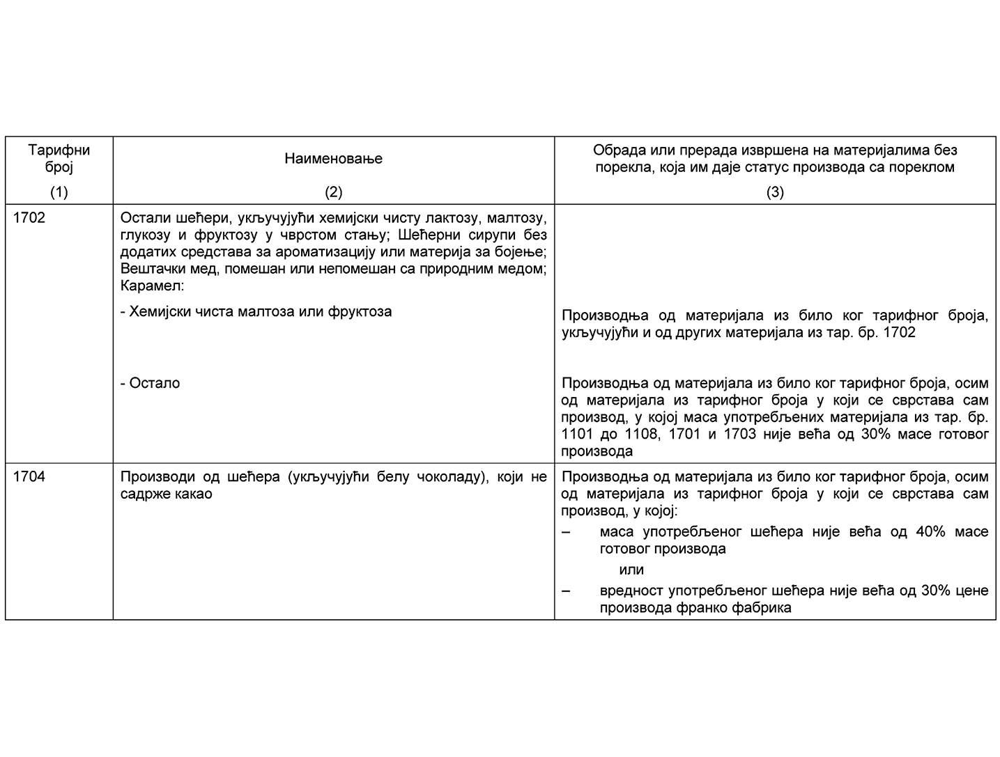 Тарифни
број
(1)
Наименовање
(2)
Обрада или прерада извршена на материјалима без
порекла, која им даје статус производа са пореклом
(3)
1702
Остали шећери, укључујући хемијски чисту лактозу, малтозу,
глукозу и фруктозу у чврстом стању; Шећерни сирупи без
додатих средстава за ароматизацију или материја за бојење;
Вештачки мед, помешан или непомешан са природним медом;
Карамел:
- Хемијски чиста малтоза или фруктоза
Производња од материјала из било ког тарифног броја,
укључујући и од других материјала из тар. бр. 1702
- Остало
Производња од материјала из било ког тарифног броја, осим
од материјала из тарифног броја у који се сврстава сам
производ, у којој маса употребљених материјала из тар. бр.
1101 до 1108, 1701 и 1703 није већа од 30% масе готовог
производа
1704
Производи од шећера (укључујући белу чоколаду), који не
садрже какао
Производња од материјала из било ког тарифног броја, осим
од материјала из тарифног броја у који се сврстава сам
производ, у којој:
– маса употребљеног шећера није већа од 40% масе
готовог производа
или
– вредност употребљеног шећера није већа од 30% цене
производа франко фабрика